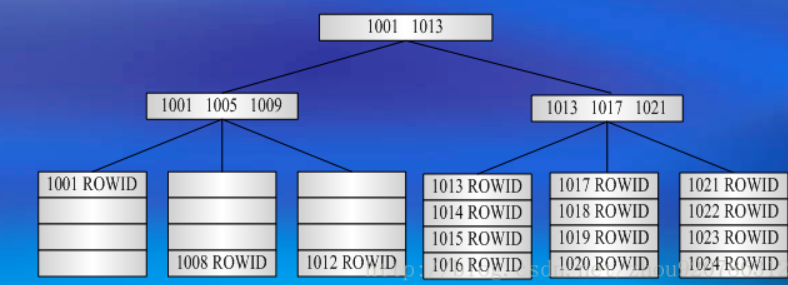 1001 1013
1001 1005 1009
1013 1017 1021
1001 ROWID
1008 ROWID
1012 ROWID
1013 ROWID
1014 ROWID
1015 ROWID
1016 ROWID
1017 ROWID
1018 ROWID
1019 ROWID
1020 ROWID
1021 ROWID
1022 ROWID
1023 ROWID
1024 ROWID